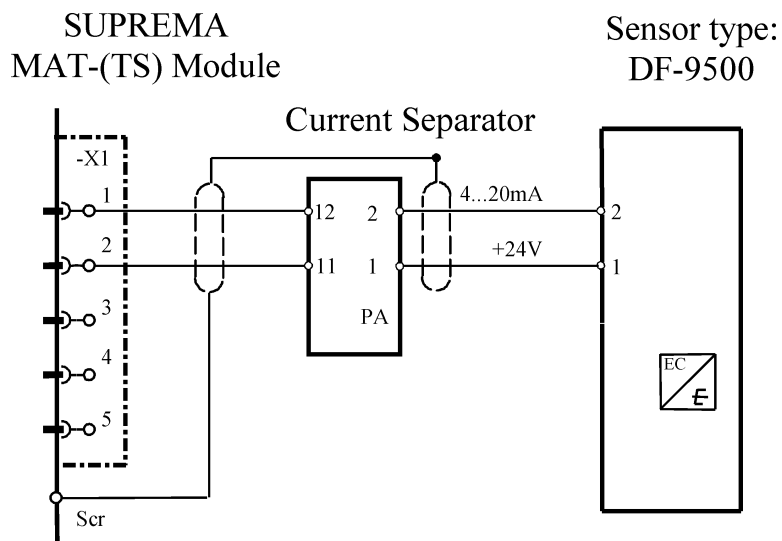 SUPREMA
MAT-(TS) Module
Sensor type:
DF-9500
Current Separator
-X1
1
12
2
4...20mA
2
2
11
1
+24V
1
3
PA
4
EC
E
5
Scr